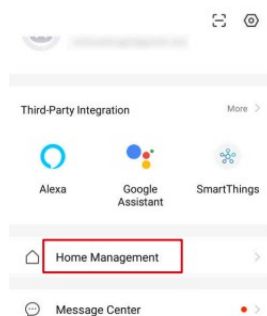 Third-Party Integration More
Alexa Google Assistant SmartThings
Home Management
Message Center